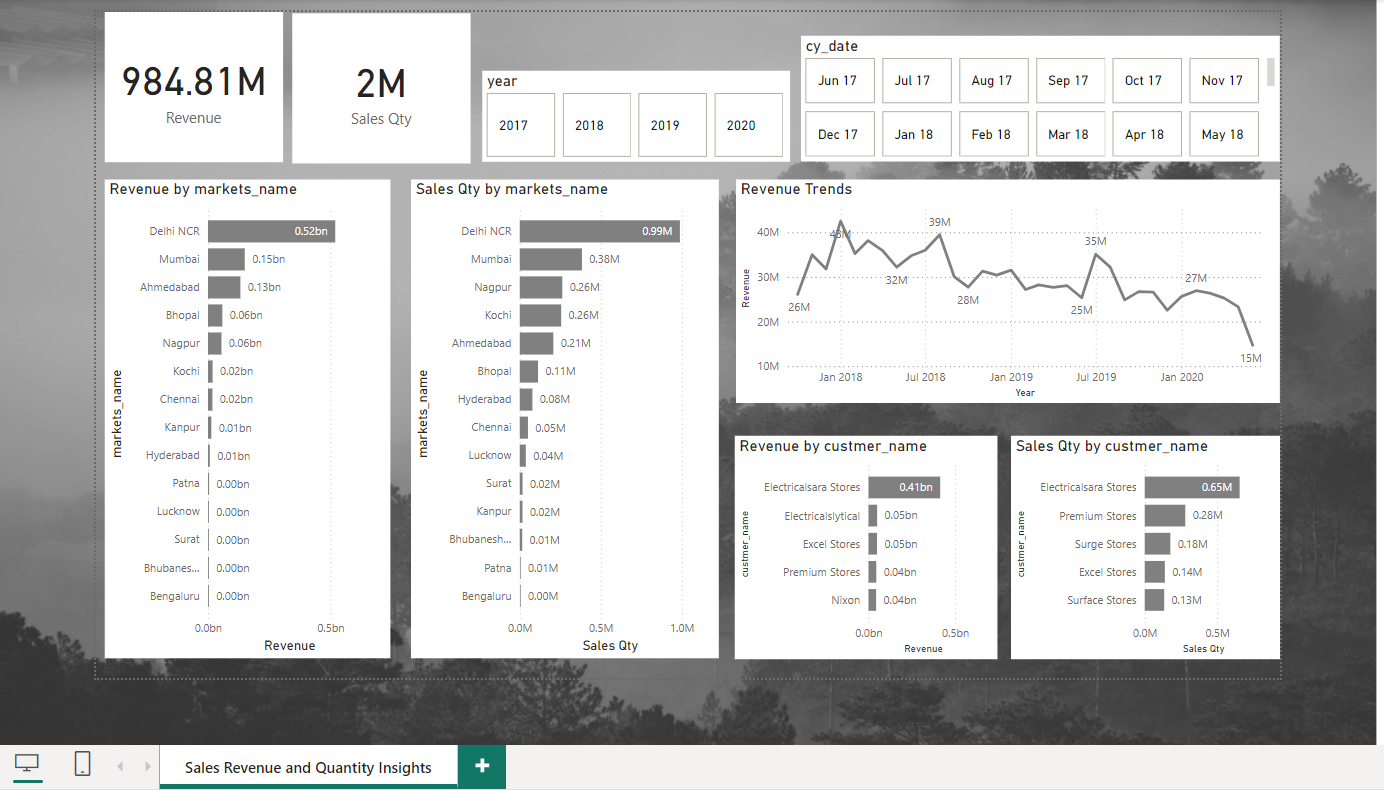 984.81M
Revenue
2M
Sales Qty
year
2017 2018 2019 2020
cy_date
Jun 17 Jul 17 Aug 17 Sep 17 Oct 17 Nov 17
Dec 17 Jan 18 Feb 18 Mar 18 Apr 18 May 18
Revenue by markets_name
markets_name
Delhi NCR 0.52bn
Mumbai 0.15bn
Ahmedabad 0.13bn
Bhopal 0.06bn
Nagpur 0.06bn
Kochi 0.02bn
Chennai 0.02bn
Kanpur 0.01bn
Hyderabad 0.01bn
Patna 0.00bn
Lucknow 0.00bn
Surat 0.00bn
Bhubanes... 0.00bn
Bengaluru 0.00bn
0.0bn 0.5bn
Revenue
Sales Qty by markets_name
markets_name
Delhi NCR 0.99M
Mumbai 0.38M
Nagpur 0.26M
Kochi 0.26M
Ahmedabad 0.21M
Bhopal 0.11M
Hyderabad 0.08M
Chennai 0.05M
Lucknow 0.04M
Surat 0.02M
Kanpur 0.02M
Bhubanesh... 0.01M
Patna 0.01M
Bengaluru 0.00M
0.0M 0.5M 1.0M
Sales Qty
Revenue Trends
Revenue
40M
30M
20M
10M
26M
43M
32M
39M
28M
25M
35M
27M
15M
Jan 2018 Jul 2018 Jan 2019 Jul 2019 Jan 2020
Year
Revenue by custmer_name
custmer_name
Electricalsara Stores 0.41bn
Electricalslytical 0.05bn
Excel Stores 0.05bn
Premium Stores 0.04bn
Nixon 0.04bn
0.0bn 0.5bn
Revenue
Sales Qty by custmer_name
custmer_name
Electricalsara Stores 0.65M
Premium Stores 0.28M
Surge Stores 0.18M
Excel Stores 0.14M
Surface Stores 0.13M
0.0M 0.5M
Sales Qty
Sales Revenue and Quantity Insights